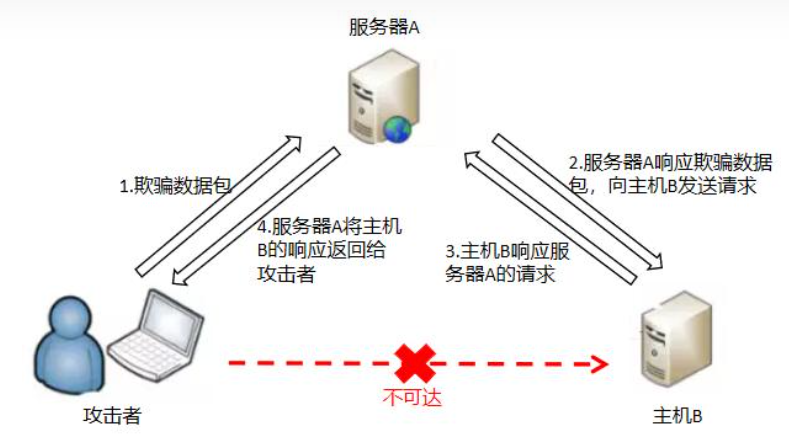 服务器A
1.欺骗数据包
2.服务器A响应欺骗数据
包，向主机B发送请求
4.服务器A将主机
B的响应返回给
攻击者
3.主机B响应服
务器A的请求
不可达
攻击者
主机B